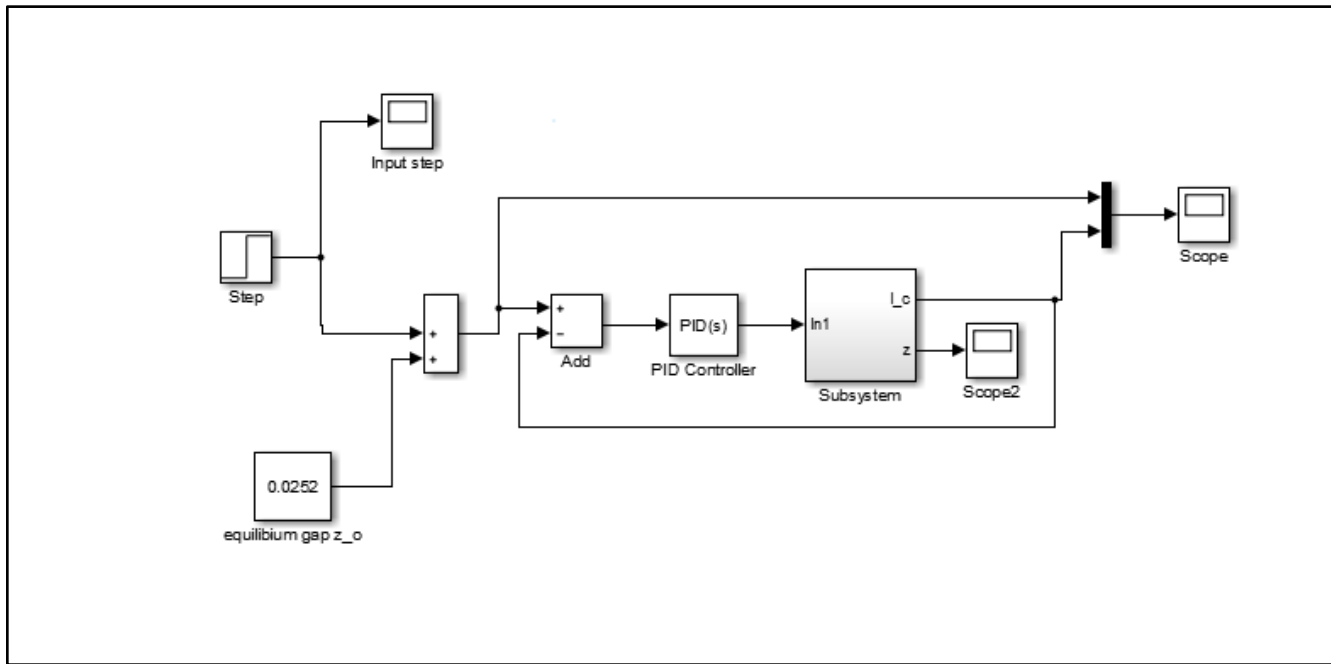 Input step
Step
+
+
+
−
Add
PID(s)
PID Controller
In1
I_c
z
Subsystem
Scope2
Scope
0.0252
equilibium gap z_o